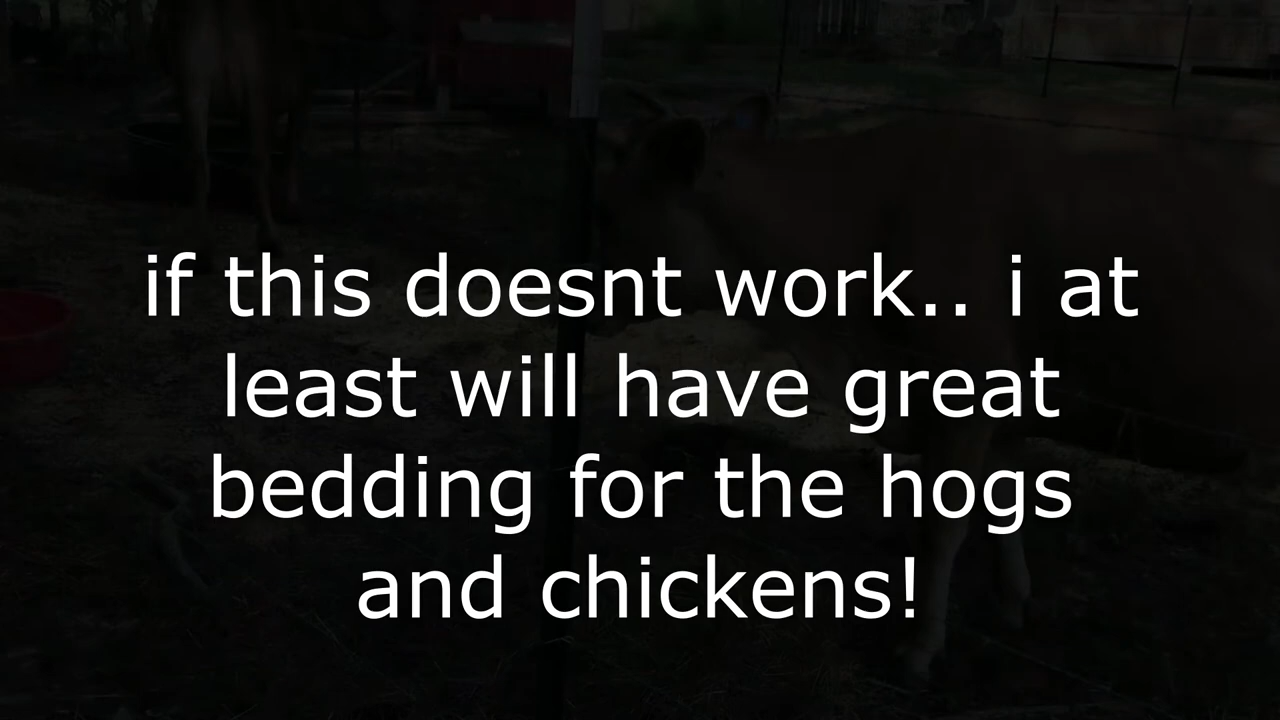 if this doesnt work.. i at
least will have great
bedding for the hogs
and chickens!